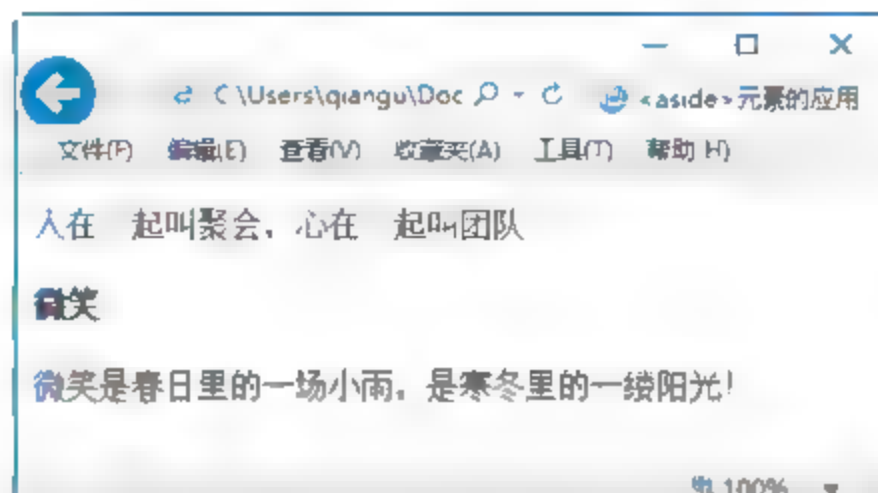 C \Users\qiangu\Doc <aside>元素的应用
文件(F) 编辑(E) 查看(V) 收藏夹(A) 工具(T) 帮助 H)
人在 起叫聚会，心在 起叫团队
微笑
微笑是春日里的一场小雨，是寒冬里的一缕阳光！
100%